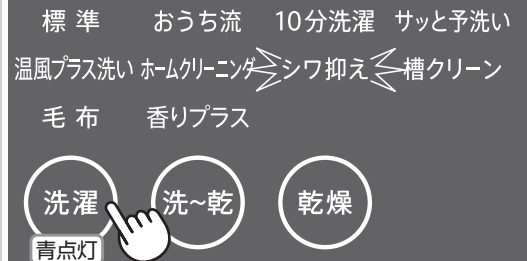 標準 おうち流 10分洗濯 サッと予洗い
温風プラス洗い ホームクリーニング シワ抑え 槽クリーン
毛布 香りプラス
洗濯 洗~乾 乾燥
青点灯